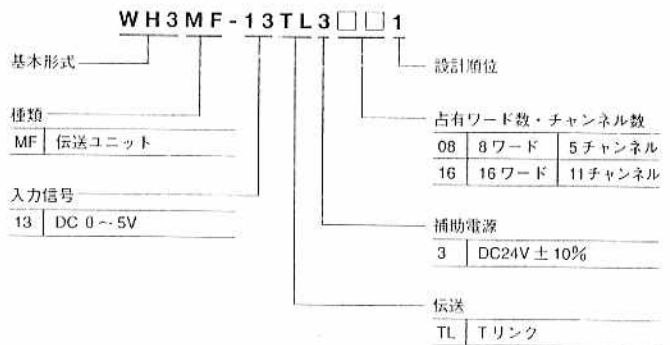 WH3MF-13TL3□□1
基本形式
設計順位
種類
MF 伝送ユニット
占有ワード数・チャンネル数
08 8ワード 5チャンネル
16 16ワード 11チャンネル
入力信号
13 DC 0〜5V
補助電源
3 DC24V±10%
伝送
TL Tリンク